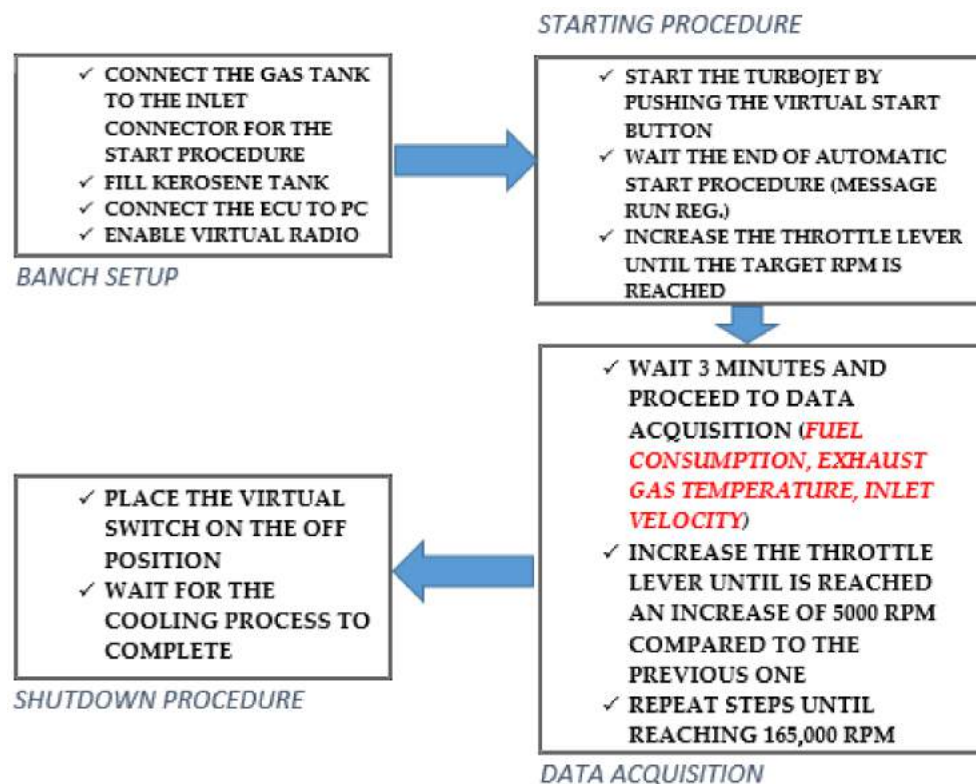 STARTING PROCEDURE
✓ CONNECT THE GAS TANK
TO THE INLET
CONNECTOR FOR THE
START PROCEDURE
✓ FILL KEROSENE TANK
✓ CONNECT THE ECU TO PC
✓ ENABLE VIRTUAL RADIO
BANCH SETUP
✓ START THE TURBOJET BY
PUSHING THE VIRTUAL START
BUTTON
✓ WAIT THE END OF AUTOMATIC
START PROCEDURE (MESSAGE
RUN REG.)
✓ INCREASE THE THROTTLE LEVER
UNTIL THE TARGET RPM IS
REACHED
✓ WAIT 3 MINUTES AND
PROCEED TO DATA
ACQUISITION (FUEL
CONSUMPTION, EXHAUST
GAS TEMPERATURE, INLET
VELOCITY)
✓ INCREASE THE THROTTLE
LEVER UNTIL IS REACHED
AN INCREASE OF 5000 RPM
COMPARED TO THE
PREVIOUS ONE
✓ REPEAT STEPS UNTIL
REACHING 165,000 RPM
DATA ACQUISITION
✓ PLACE THE VIRTUAL
SWITCH ON THE OFF
POSITION
✓ WAIT FOR THE
COOLING PROCESS TO
COMPLETE
SHUTDOWN PROCEDURE